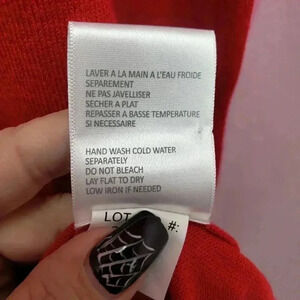 LAVER A LA MAIN A L'EAU FROIDE
SEPAREMENT
NE PAS JAVELLISER
SÉCHER A PLAT
REPASSER A BASSE TEMPERATURE
SI NECESSAIRE
HAND WASH COLD WATER
SEPARATELY
DO NOT BLEACH
LAY FLAT TO DRY
LOW IRON IF NEEDED
LOT #: